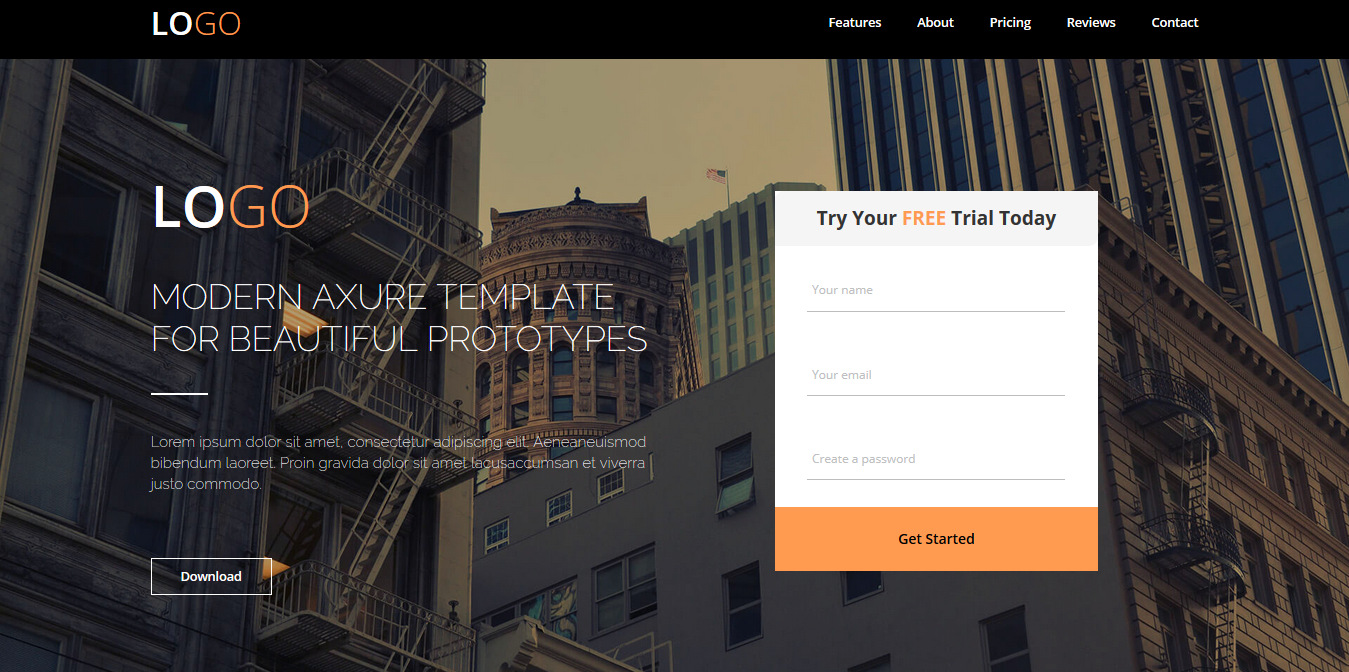 LOGO
Features About Pricing Reviews Contact
LOGO
MODERN AXURE TEMPLATE
FOR BEAUTIFUL PROTOTYPES
Lorem ipsum dolor sit amet, consectetur adipiscing elit. Aeneaneuismod
bibendum laoreet. Proin gravida dolor sit amet lacusaccumsan et viverra
justo commodo.
Download
Try Your FREE Trial Today
Your name
Your email
Create a password
Get Started